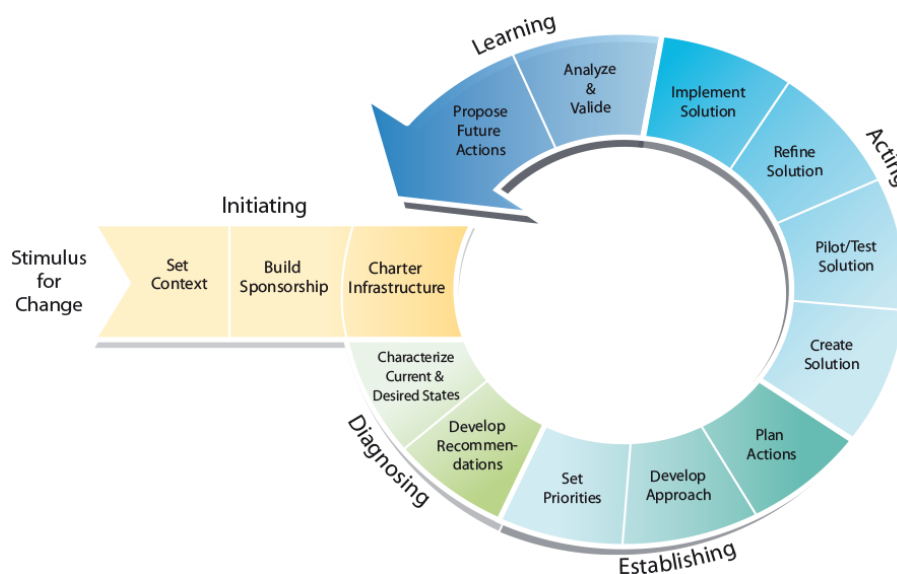 Learning
Analyze
&
Valide
Propose
Future
Actions
Implement
Solution
Refine
Solution
Acting
Pilot/Test
Solution
Create
Solution
Initiating
Stimulus
for
Change
Set
Context
Build
Sponsorship
Charter
Infrastructure
Characterize
Current &
Desired States
Develop
Recommen-
dations
Diagnosing
Set
Priorities
Develop
Approach
Plan
Actions
Establishing